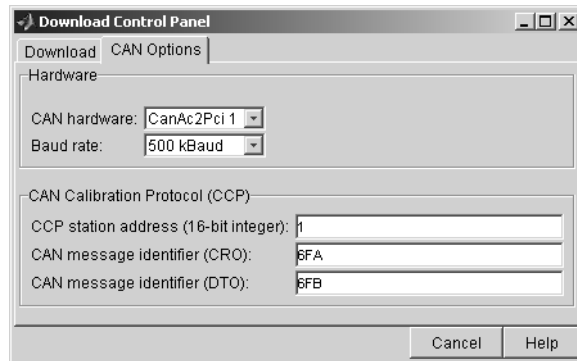 Download Control Panel
Download CAN Options
Hardware
CAN hardware: CanAc2Pci 1
Baud rate: 500 kBaud
CAN Calibration Protocol (CCP)
CCP station address (16-bit integer): 1
CAN message identifier (CRO): 6FA
CAN message identifier (DTO): 6FB
Cancel Help